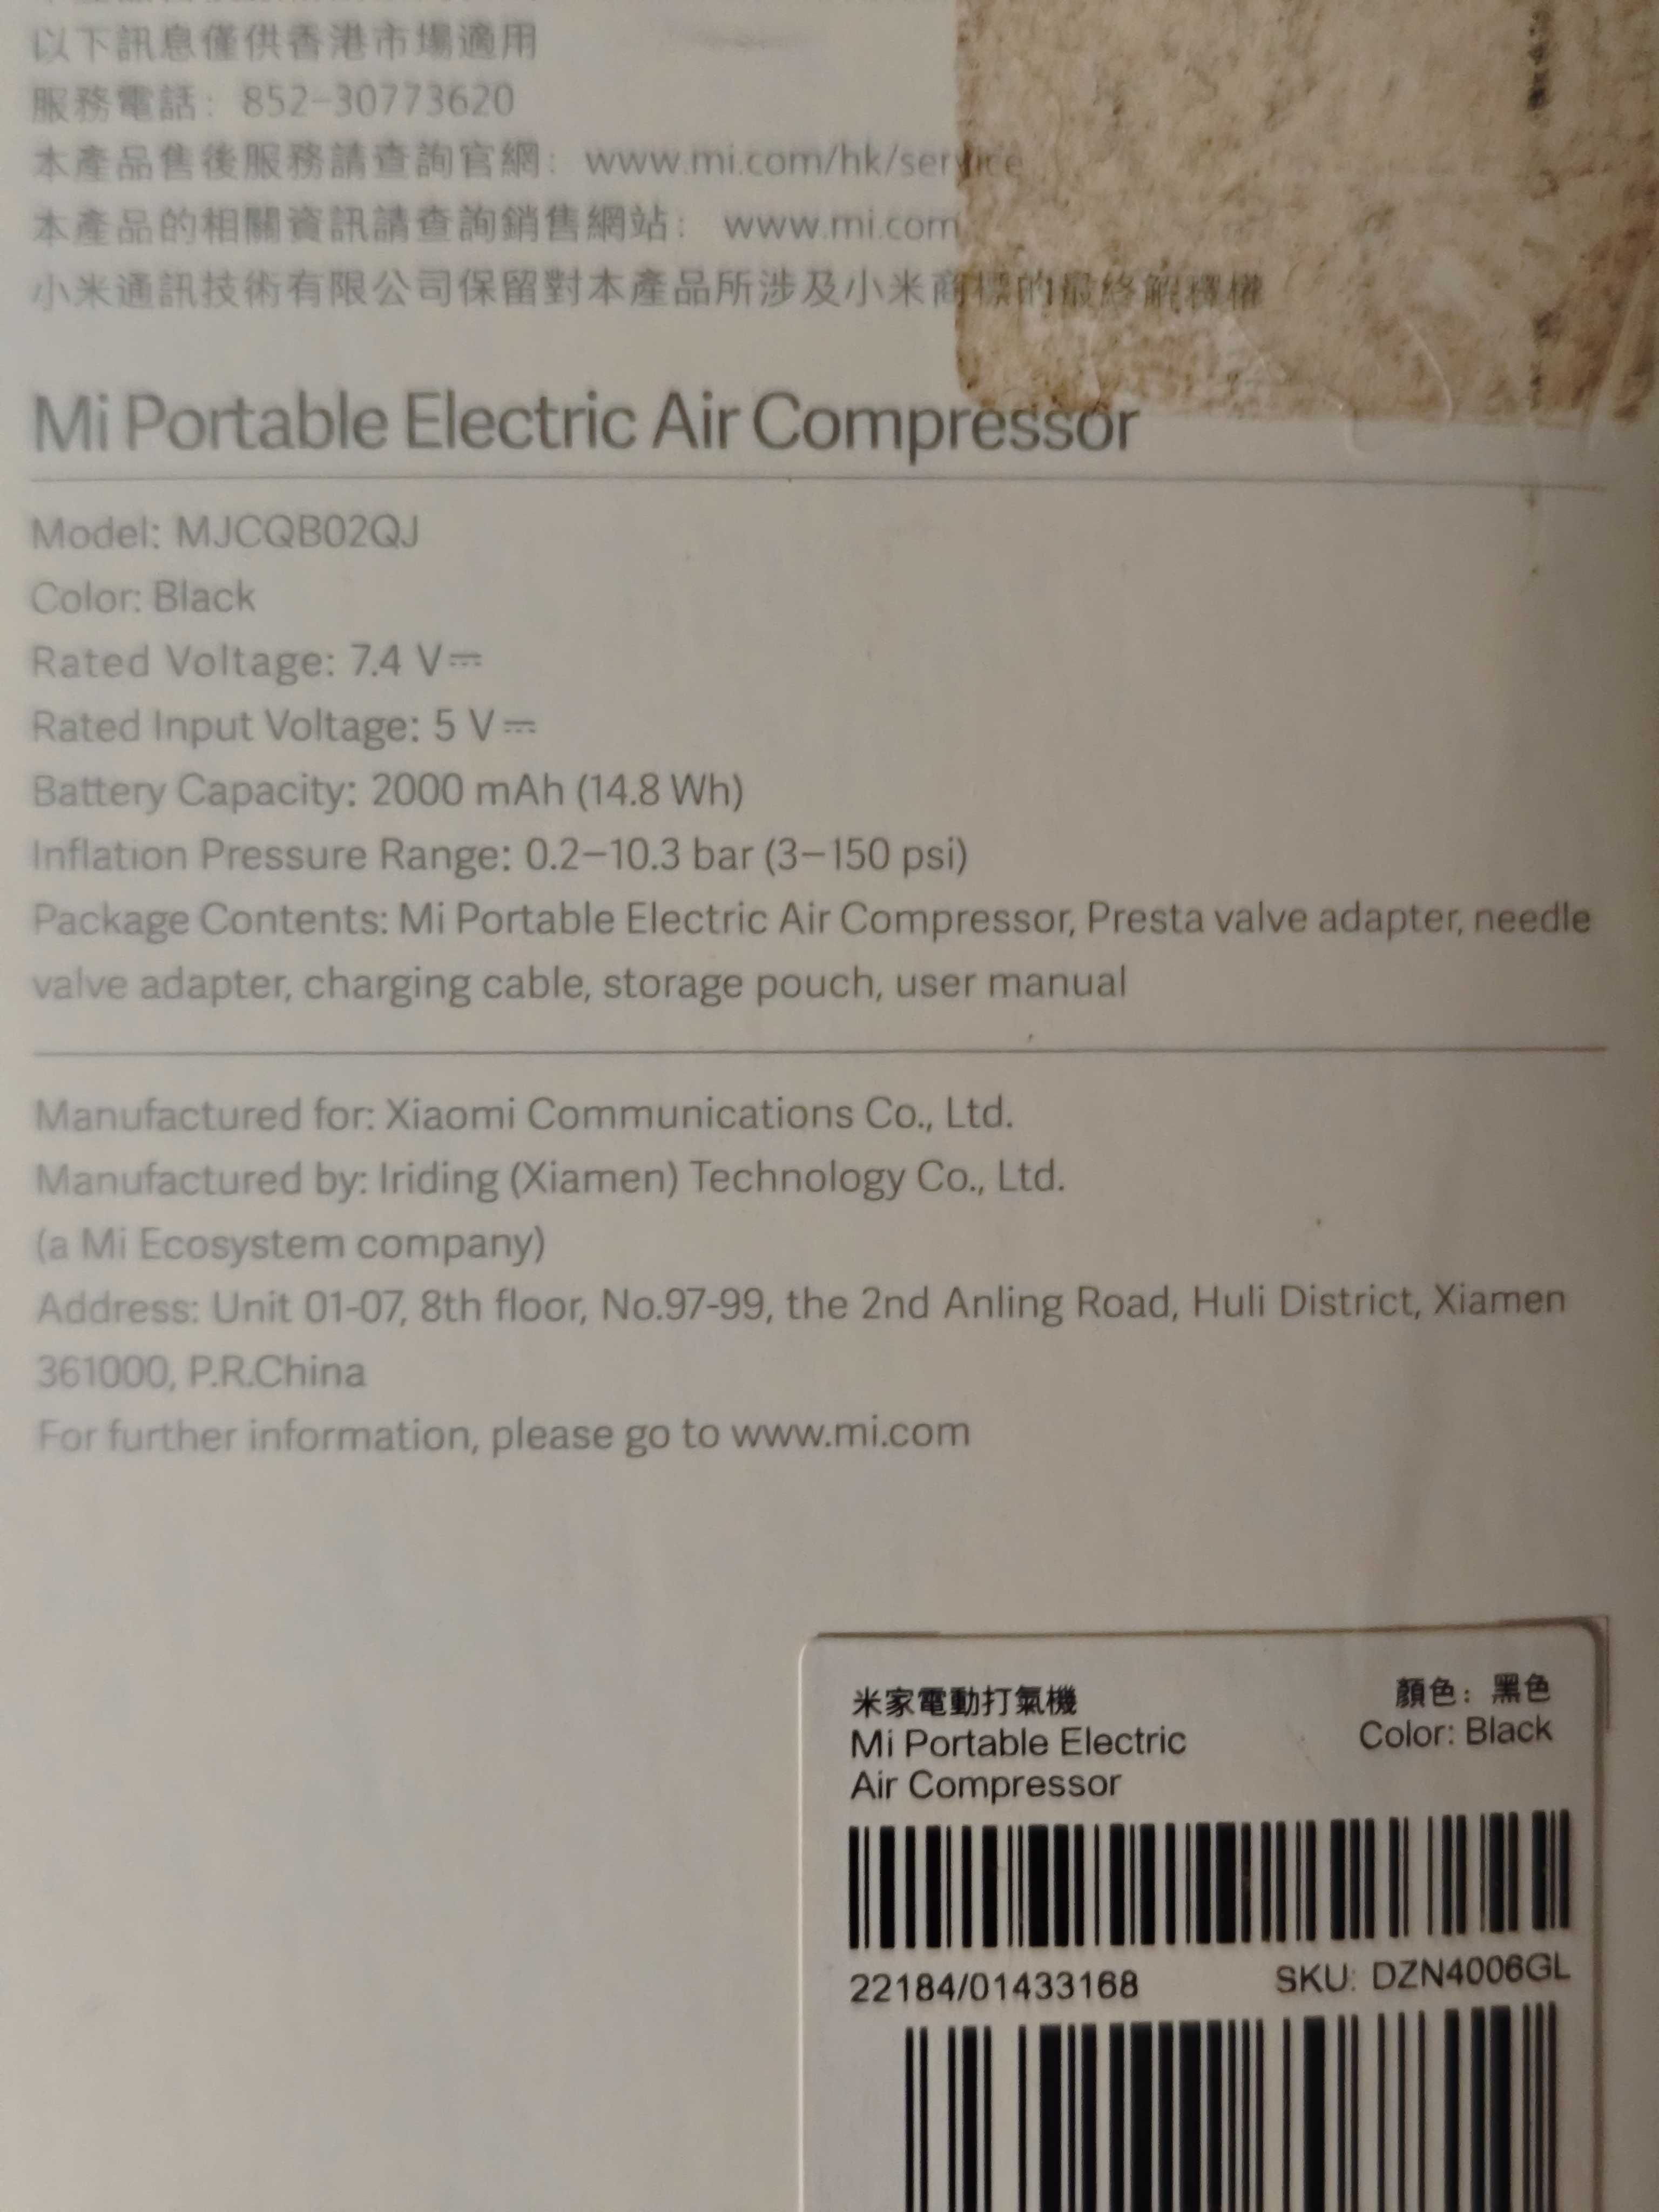 以下訊息僅供香港市場適用
服務電話：852-30773620
本產品售後服務請查詢官網：www.mi.com/hk/service
本產品的相關資訊請查詢銷售網站：www.mi.com
小米通訊技術有限公司保留對本產品所涉及小米商標的最終解釋權
Mi Portable Electric Air Compressor
Model: MJCQB02QJ
Color: Black
Rated Voltage: 7.4 V⎓
Rated Input Voltage: 5 V⎓
Battery Capacity: 2000 mAh (14.8 Wh)
Inflation Pressure Range: 0.2–10.3 bar (3–150 psi)
Package Contents: Mi Portable Electric Air Compressor, Presta valve adapter, needle
valve adapter, charging cable, storage pouch, user manual
Manufactured for: Xiaomi Communications Co., Ltd.
Manufactured by: Iriding (Xiamen) Technology Co., Ltd.
(a Mi Ecosystem company)
Address: Unit 01-07, 8th floor, No.97-99, the 2nd Anling Road, Huli District, Xiamen
361000, P.R.China
For further information, please go to www.mi.com
米家電動打氣機 顏色：黑色
Mi Portable Electric Color: Black
Air Compressor
22184/01433168 SKU: DZN4006GL